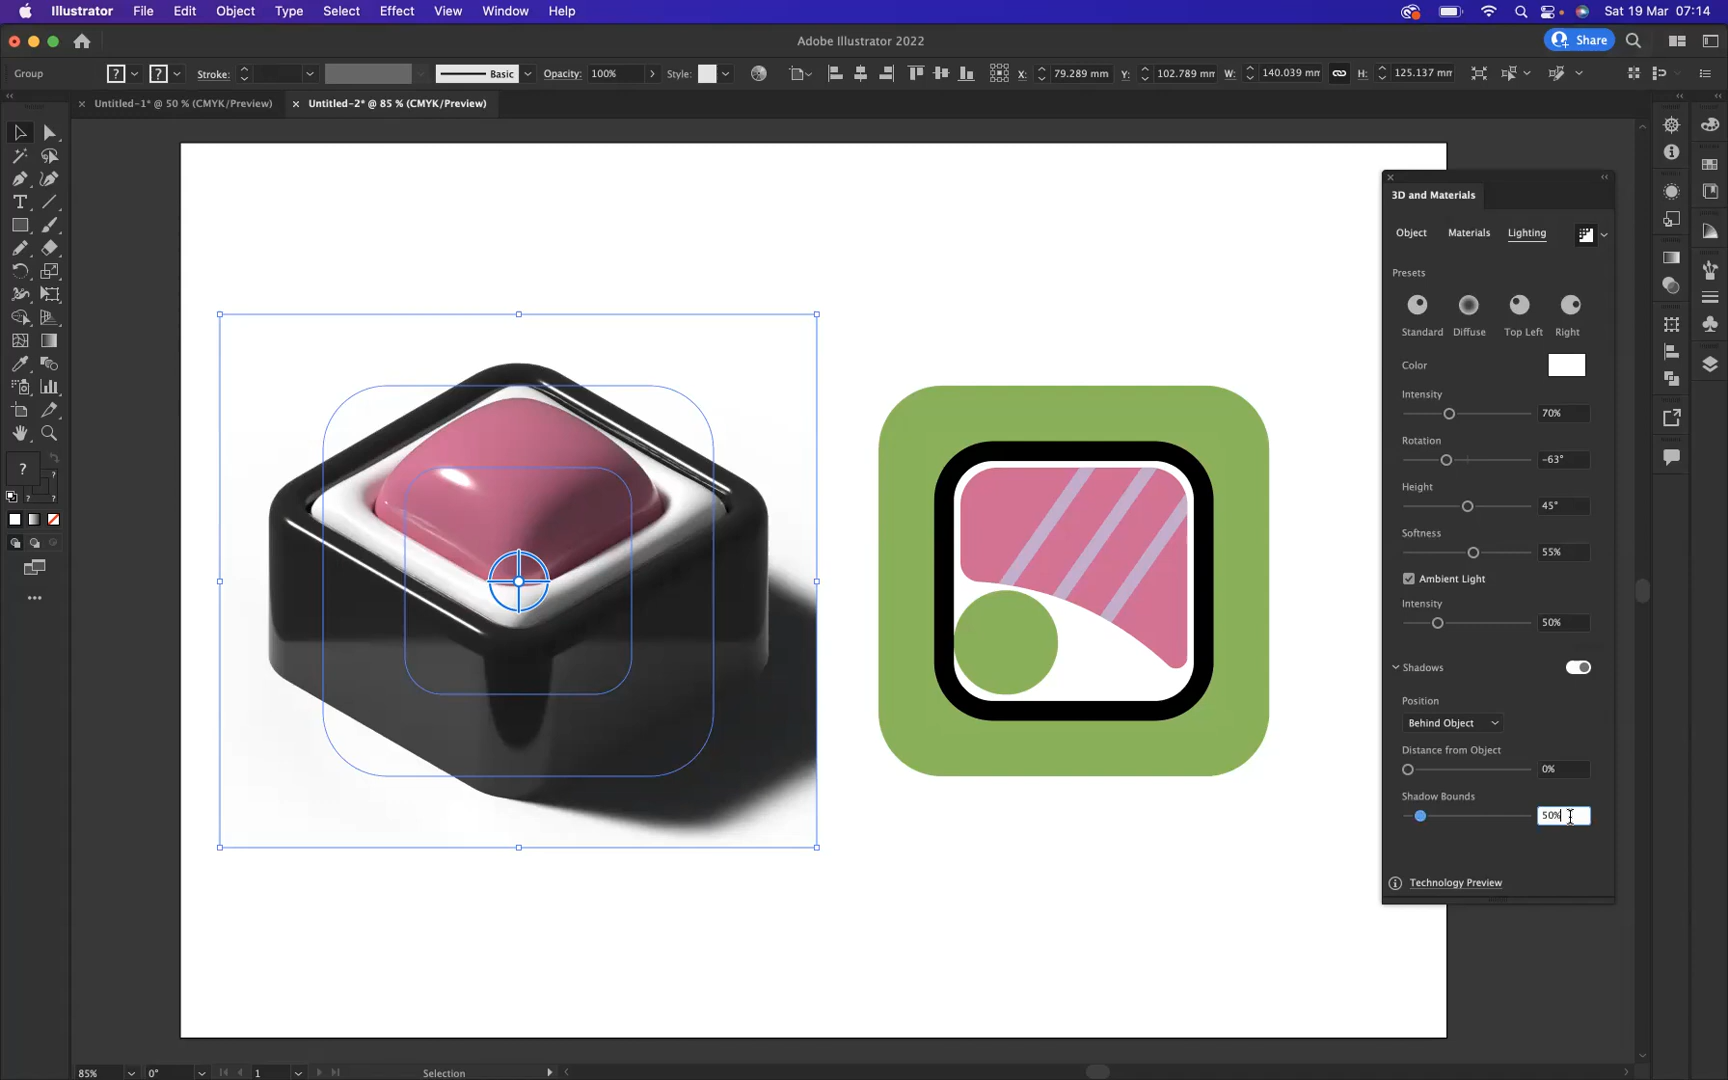 Illustrator File Edit Object Type Select Effect View Window Help Sat 19 Mar 07:14
Adobe Illustrator 2022 Share
Group ? ? Stroke: Basic Opacity: 100% Style: X: 79.289 mm Y: 102.789 mm W: 140.039 mm H: 125.137 mm
× Untitled-1* @ 50 % (CMYK/Preview) × Untitled-2* @ 85 % (CMYK/Preview)
3D and Materials
Object Materials Lighting
Presets
Standard Diffuse Top Left Right
Color
Intensity
70%
Rotation
-63°
Height
45°
Softness
55%
Ambient Light
Intensity
50%
Shadows
Position
Behind Object
Distance from Object
0%
Shadow Bounds
50%
Technology Preview
?
85% 0° 1 Selection